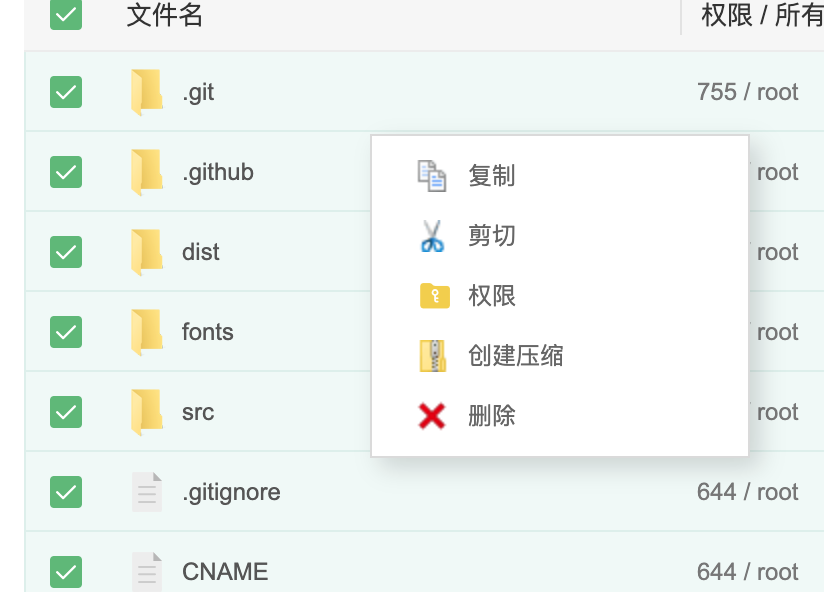 文件名 权限 / 所有
.git 755 / root
.github root
复制
剪切
dist root
权限
fonts root
创建压缩
src root
删除
.gitignore 644 / root
CNAME 644 / root